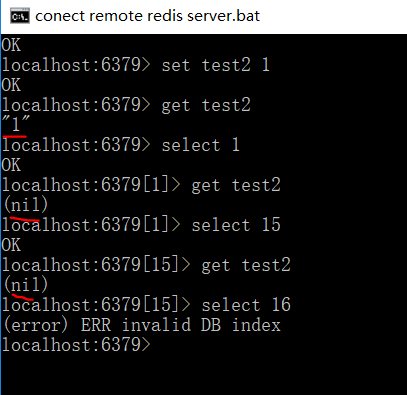 conect remote redis server.bat
OK
localhost:6379> set test2 1
OK
localhost:6379> get test2
"1"
localhost:6379> select 1
OK
localhost:6379[1]> get test2
(nil)
localhost:6379[1]> select 15
OK
localhost:6379[15]> get test2
(nil)
localhost:6379[15]> select 16
(error) ERR invalid DB index
localhost:6379>